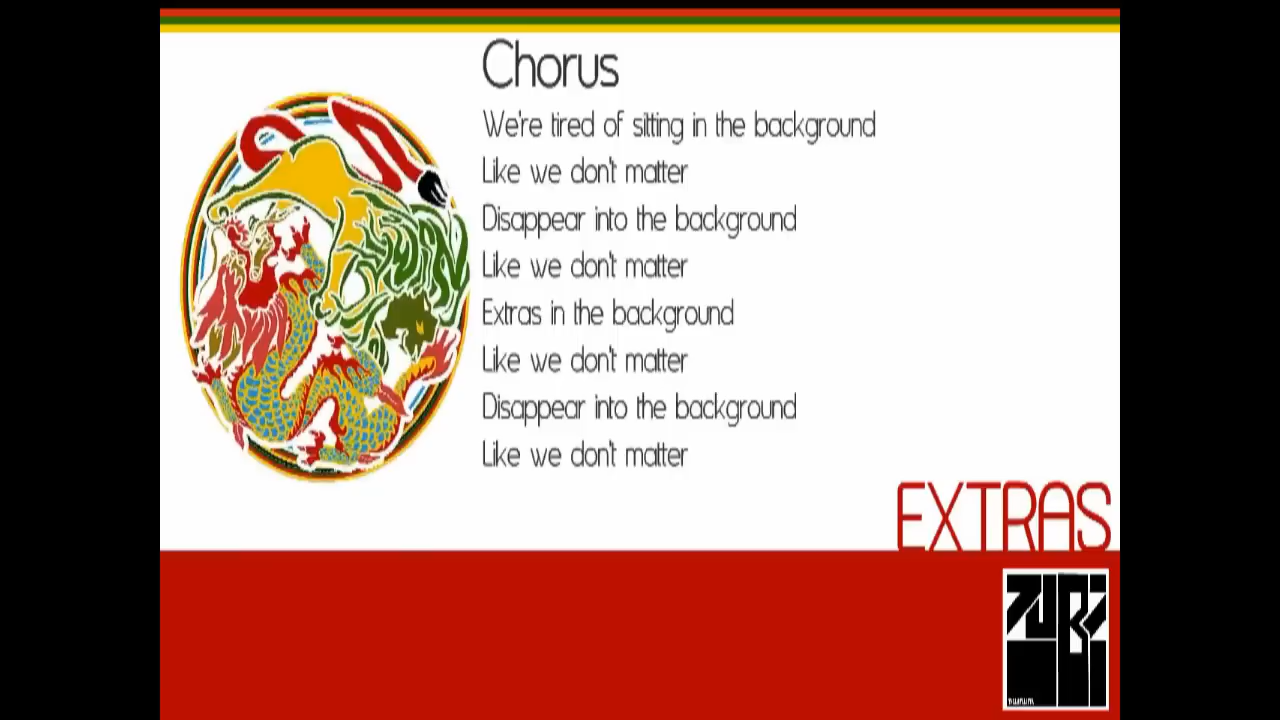 Chorus
We're tired of sitting in the background
Like we don't matter
Disappear into the background
Like we don't matter
Extras in the background
Like we don't matter
Disappear into the background
Like we don't matter
EXTRAS